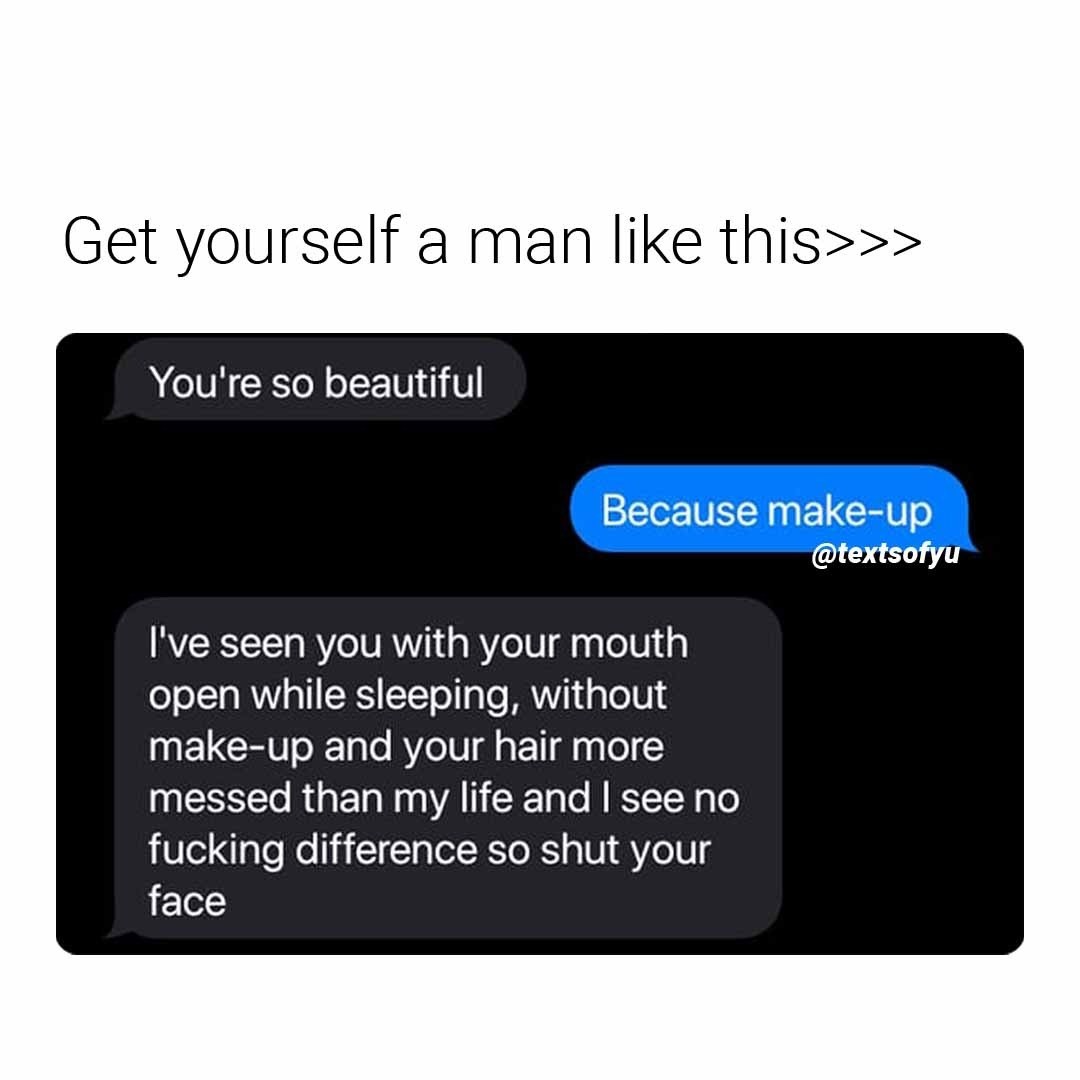 Get yourself a man like this>>>
You're so beautiful
Because make-up
@textsofyu
I've seen you with your mouth
open while sleeping, without
make-up and your hair more
messed than my life and I see no
fucking difference so shut your
face